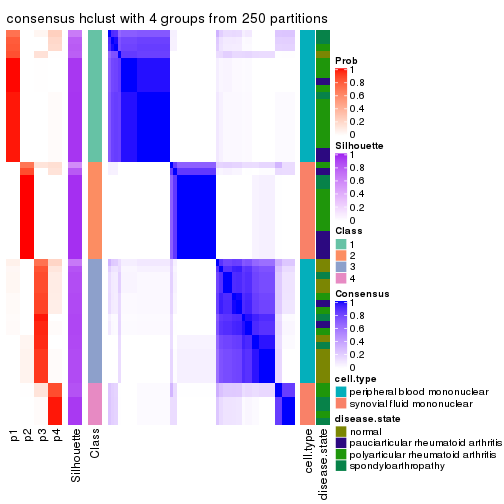 consensus hclust with 4 groups from 250 partitions
Prob
1
0.8
0.6
0.4
0.2
0
Silhouette
1
0.8
0.6
0.4
0.2
0
Class
1
2
3
4
Consensus
1
0.8
0.6
0.4
0.2
0
cell.type
peripheral blood mononuclear
synovial fluid mononuclear
disease.state
normal
pauciarticular rheumatoid arthritis
polyarticular rheumatoid arthritis
spondyloarthropathy
p1
p2
p3
p4
Silhouette
Class
cell.type
disease.state